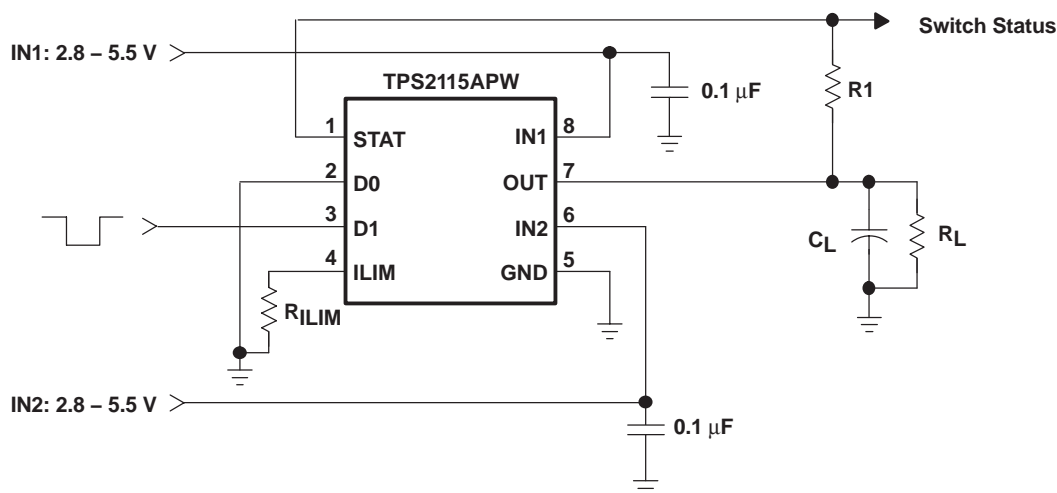 Switch Status
IN1: 2.8 – 5.5 V
TPS2115APW
0.1 μF
R1
1 STAT IN1 8
2 D0 OUT 7
3 D1 IN2 6
4 ILIM GND 5
CL
RL
RILIM
IN2: 2.8 – 5.5 V
0.1 μF